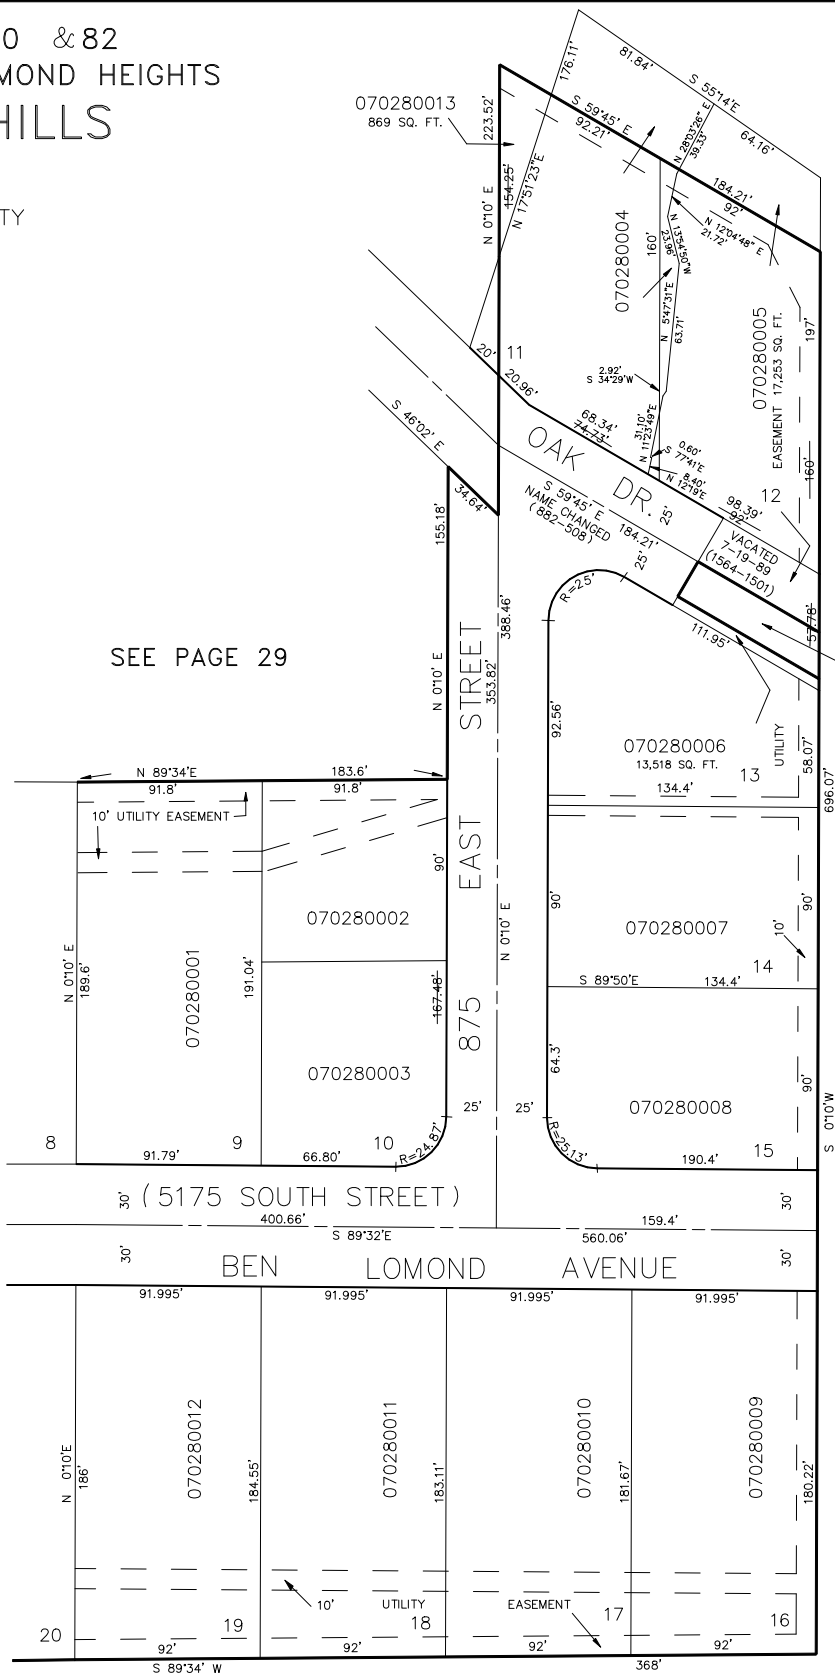 0 & 82
MOND HEIGHTS
HILLS
TY
070280013
869 SQ. FT.
176.11'
81.84'
S 55°14'E
64.16'
223.52'
154.25'
N 0°10' E
N 17°51'23"E
S 59°45' E
92.21'
N 28°03'26" E
39.33'
184.21'
92'
N 12°04'48" E
21.72'
070280004
160'
N 13°54'50"W
23.96'
N 5°47'31"E
63.71'
070280005
EASEMENT 17,253 SQ. FT.
197'
160'
20'
11
20.96'
2.92'
S 34°29'W
S 46°02' E
34.64'
68.34'
74.73'
31.10'
N 11°23'49"E
0.60'
S 77°41'E
8.40'
N 12°19'E
OAK DR.
S 59°45' E
NAME CHANGED
(882-508)
184.21'
25'
25'
98.39'
92'
12
VACATED
7-19-89
(1564-1501)
57.78'
155.18'
N 0°10' E
R=25'
111.95'
388.46'
353.82'
SEE PAGE 29
875 EAST STREET
92.56'
070280006
13,518 SQ. FT.
134.4'
13
UTILITY
58.07'
696.07'
N 89°34'E
183.6'
91.8'
91.8'
10' UTILITY EASEMENT
90'
070280002
070280001
N 0°10' E
189.6'
191.04'
167.48'
070280003
N 0°10' E
90'
070280007
10'
90'
14
S 89°50'E
134.4'
64.3'
070280008
90'
S 0°10'W
25'
25'
8
91.79'
9
66.80'
10
R=24.87'
R=25.13'
190.4'
15
30'
(5175 SOUTH STREET)
30'
400.66'
159.4'
S 89°32'E
560.06'
30'
30'
BEN LOMOND AVENUE
91.995'
91.995'
91.995'
91.995'
N 0°10'E
186'
070280012
184.55'
070280011
183.11'
070280010
181.67'
070280009
180.22'
10'
UTILITY
EASEMENT
20
19
18
17
16
92'
92'
92'
92'
S 89°34' W
368'